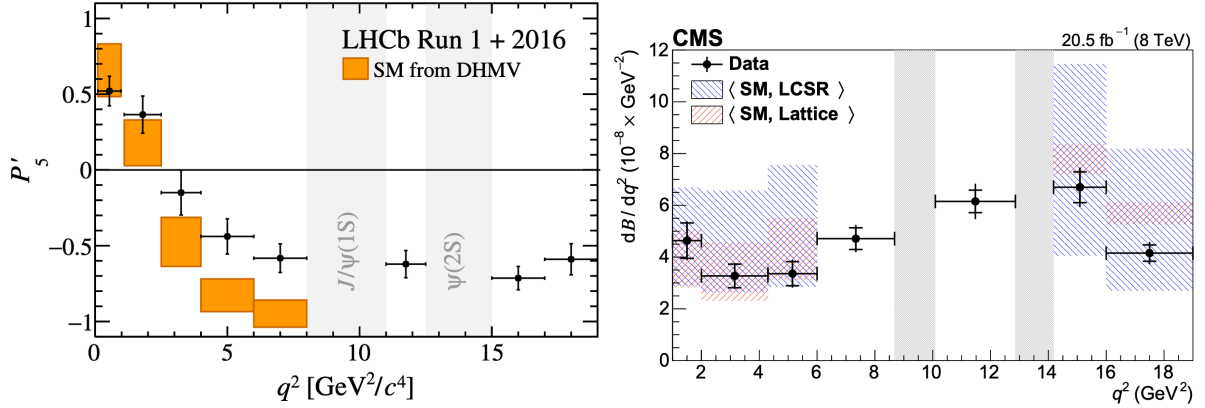 LHCb Run 1 + 2016
SM from DHMV
P′5
1
0.5
0
−0.5
−1
J/ψ(1S)
ψ(2S)
0 5 10 15
q² [GeV²/c⁴]
CMS
20.5 fb⁻¹ (8 TeV)
Data
⟨ SM, LCSR ⟩
⟨ SM, Lattice ⟩
dB / dq² (10⁻⁸ × GeV⁻²)
12
10
8
6
4
2
0
2 4 6 8 10 12 14 16 18
q² (GeV²)